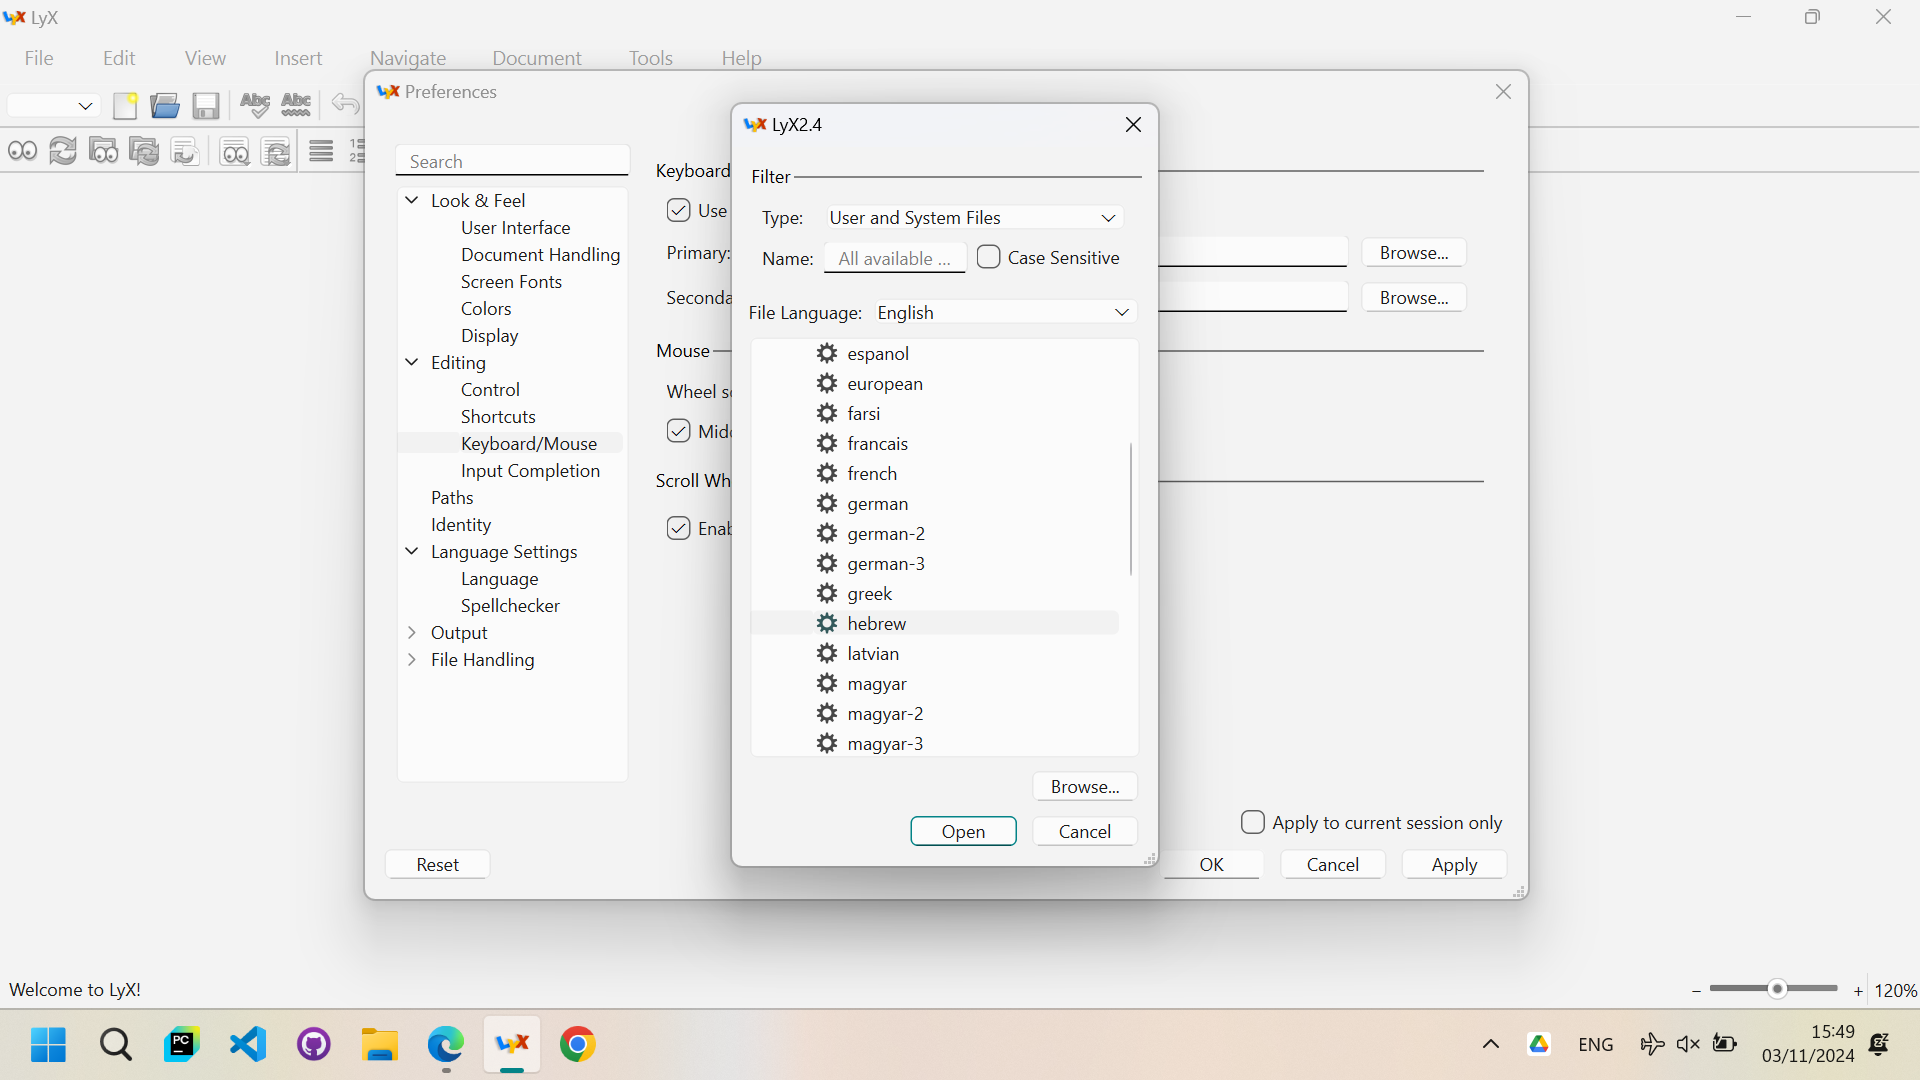 LyX
File Edit View Insert Navigate Document Tools Help
Preferences
Search
Look & Feel
User Interface
Document Handling
Screen Fonts
Colors
Display
Editing
Control
Shortcuts
Keyboard/Mouse
Input Completion
Paths
Identity
Language Settings
Language
Spellchecker
Output
File Handling
Reset
Keyboard
Use
Primary:
Browse...
Browse...
Mouse
Wheel
Scroll
LyX2.4
Filter
Type: User and System Files
Name: All available ... Case Sensitive
File Language: English
espanol
european
farsi
francais
french
german
german-2
german-3
greek
hebrew
latvian
magyar
magyar-2
magyar-3
Browse...
Open Cancel
Apply to current session only
OK Cancel Apply
Welcome to LyX!
120%
ENG
15:49
03/11/2024